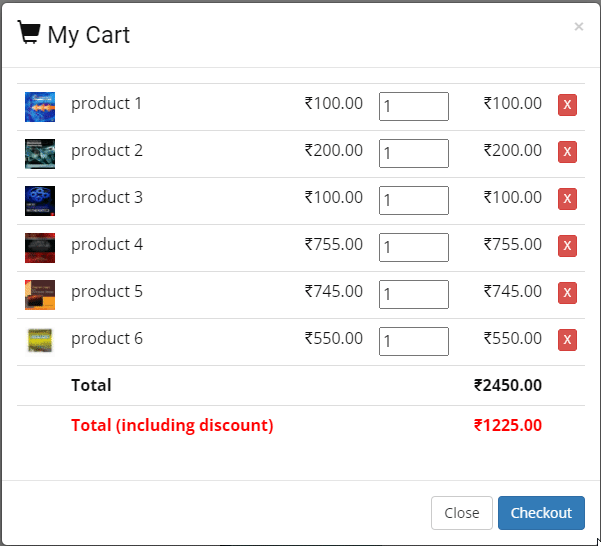 My Cart ×
product 1 ₹100.00 1 ₹100.00 X
product 2 ₹200.00 1 ₹200.00 X
product 3 ₹100.00 1 ₹100.00 X
product 4 ₹755.00 1 ₹755.00 X
product 5 ₹745.00 1 ₹745.00 X
product 6 ₹550.00 1 ₹550.00 X
Total ₹2450.00
Total (including discount) ₹1225.00
Close Checkout